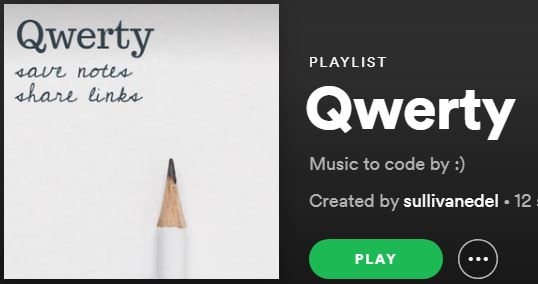 Qwerty
save notes
share links
PLAYLIST
Qwerty
Music to code by :)
Created by sullivanedel • 12
PLAY